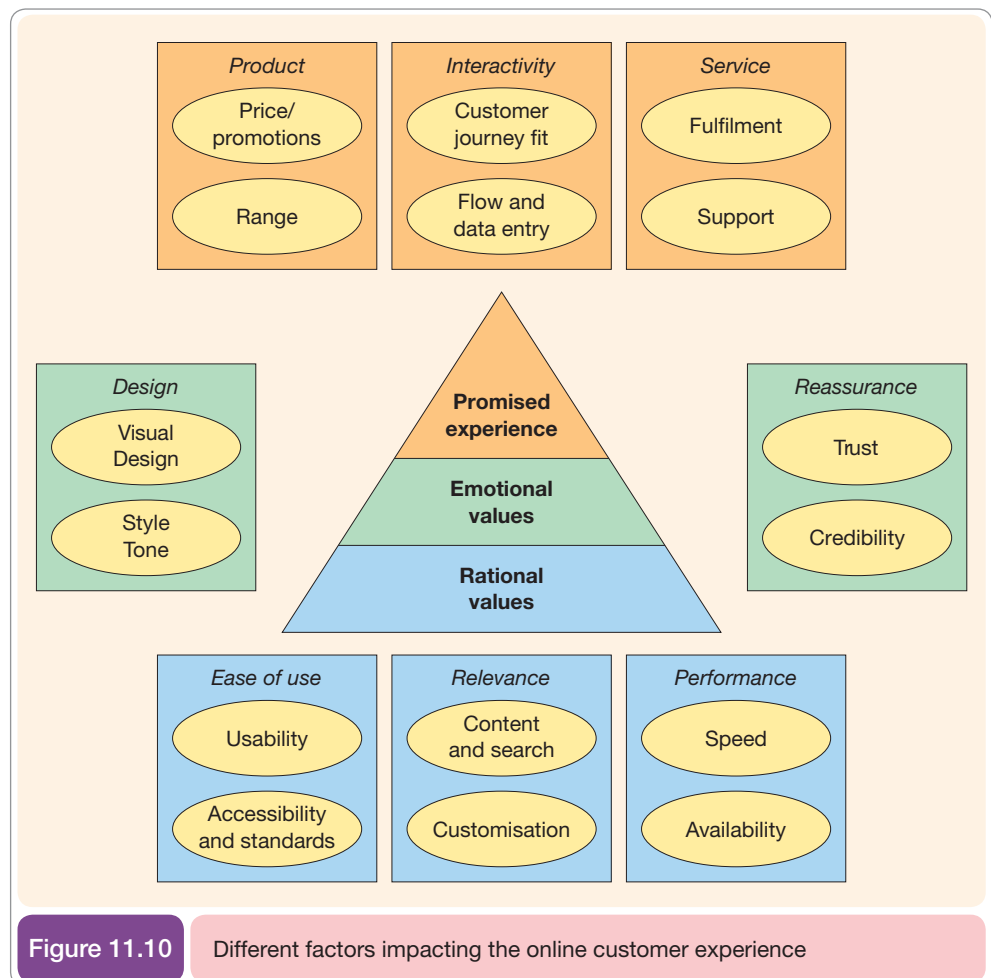 Product
Price/
promotions
Range
Interactivity
Customer
journey fit
Flow and
data entry
Service
Fulfilment
Support
Design
Visual
Design
Style
Tone
Promised
experience
Emotional
values
Rational
values
Reassurance
Trust
Credibility
Ease of use
Usability
Accessibility
and standards
Relevance
Content
and search
Customisation
Performance
Speed
Availability
Figure 11.10
Different factors impacting the online customer experience